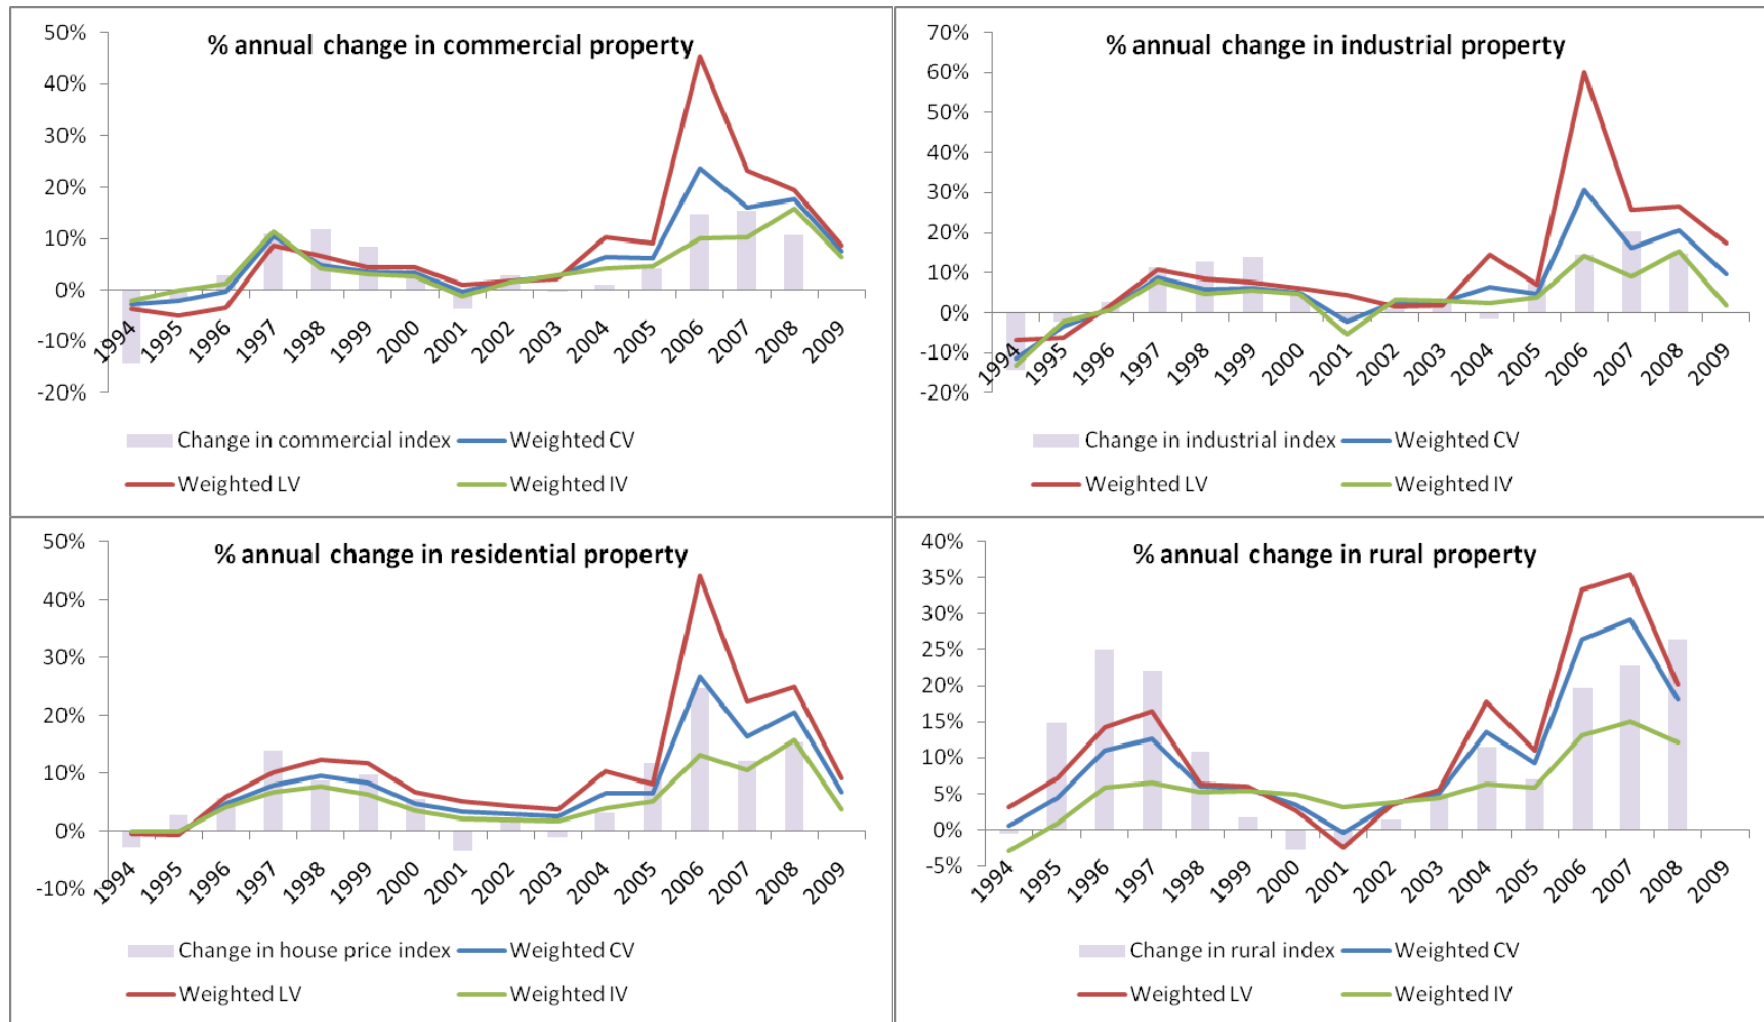 % annual change in commercial property
50%
40%
30%
20%
10%
0%
-10%
-20%
1994 1995 1996 1997 1998 1999 2000 2001 2002 2003 2004 2005 2006 2007 2008 2009
Change in commercial index Weighted CV
Weighted LV Weighted IV
% annual change in industrial property
70%
60%
50%
40%
30%
20%
10%
0%
-10%
-20%
1994 1995 1996 1997 1998 1999 2000 2001 2002 2003 2004 2005 2006 2007 2008 2009
Change in industrial index Weighted CV
Weighted LV Weighted IV
% annual change in residential property
50%
40%
30%
20%
10%
0%
-10%
1994 1995 1996 1997 1998 1999 2000 2001 2002 2003 2004 2005 2006 2007 2008 2009
Change in house price index Weighted CV
Weighted LV Weighted IV
% annual change in rural property
40%
35%
30%
25%
20%
15%
10%
5%
0%
-5%
1994 1995 1996 1997 1998 1999 2000 2001 2002 2003 2004 2005 2006 2007 2008 2009
Change in rural index Weighted CV
Weighted LV Weighted IV